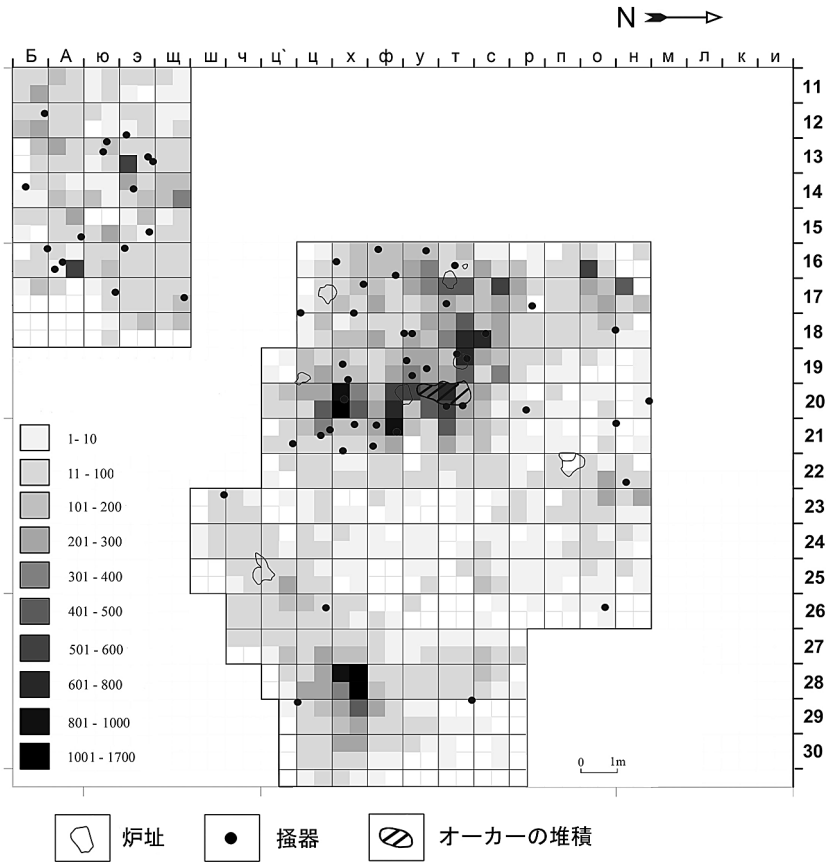 N
Б А ю э щ ш ч ц` ц х ф у т с р п о н м л к и
11
12
13
14
15
16
17
18
19
20
21
22
23
24
25
26
27
28
29
30
1- 10
11 - 100
101 - 200
201 - 300
301 - 400
401 - 500
501 - 600
601 - 800
801 - 1000
1001 - 1700
0 1m
炉址 掻器 オーカーの堆積